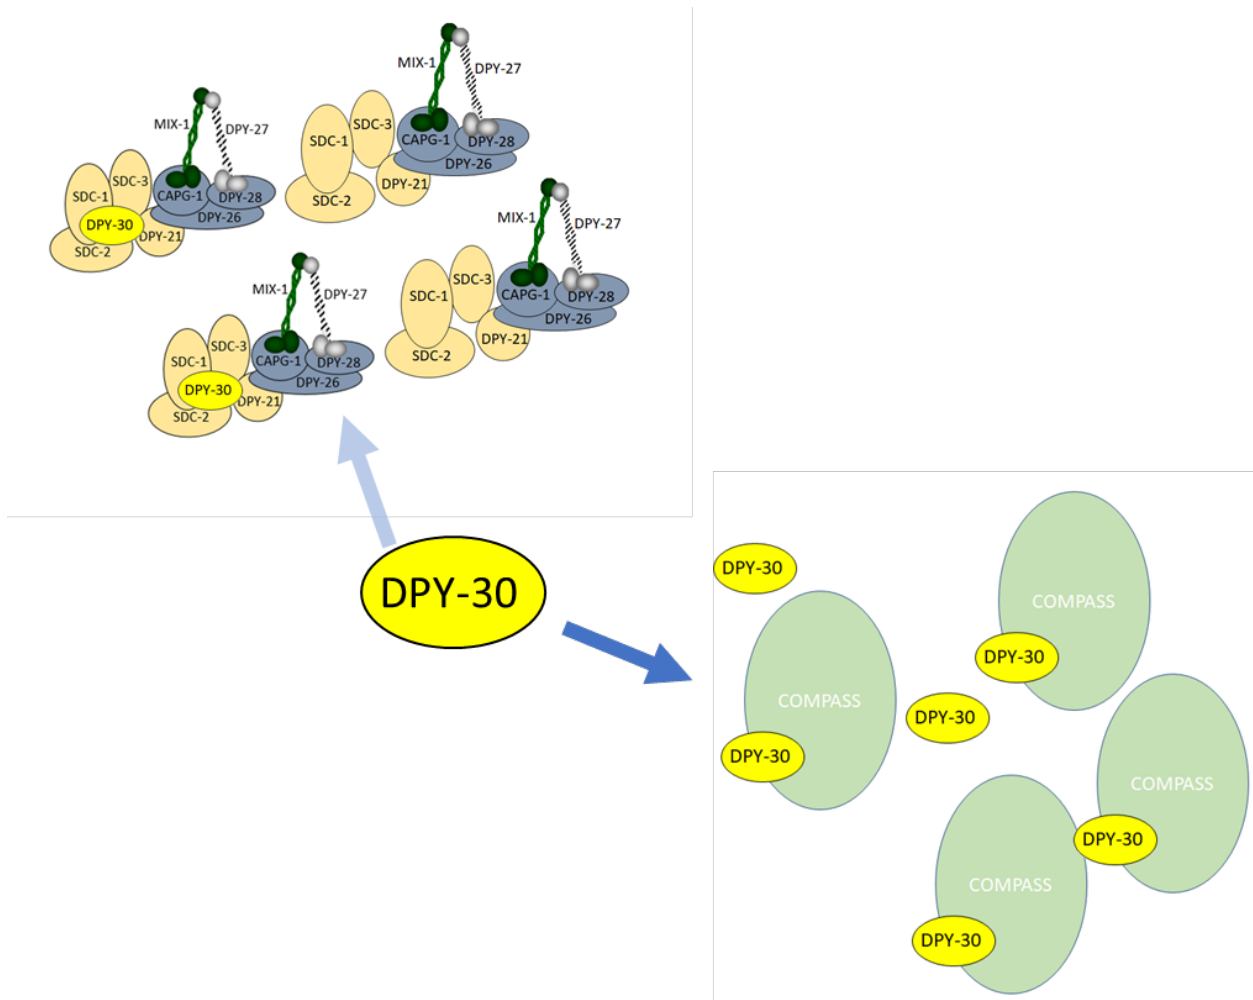 MIX-1
DPY-27
SDC-1
SDC-3
CAPG-1
DPY-28
DPY-26
DPY-30
DPY-21
SDC-2
MIX-1
DPY-27
SDC-1
SDC-3
CAPG-1
DPY-28
DPY-26
DPY-21
SDC-2
MIX-1
DPY-27
SDC-1
SDC-3
CAPG-1
DPY-28
DPY-26
DPY-30
DPY-21
SDC-2
MIX-1
DPY-27
SDC-1
SDC-3
CAPG-1
DPY-28
DPY-26
DPY-21
SDC-2
DPY-30
DPY-30
COMPASS
DPY-30
COMPASS
DPY-30
DPY-30
COMPASS
DPY-30
COMPASS
DPY-30